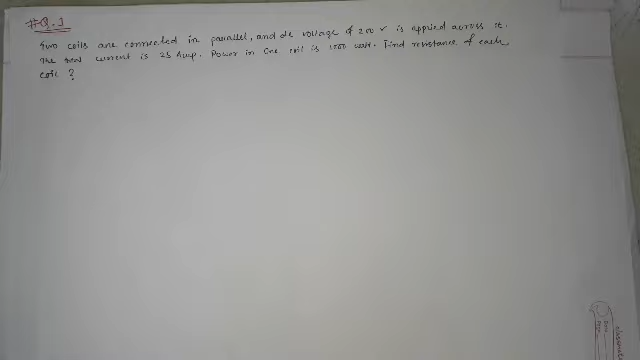 #Q.1
Two coils are connected in parallel, and dc voltage of 200 v is applied across it.
The total current is 25 Amp. Power in One coil is 1500 watt. Find resistance of each
coil ?